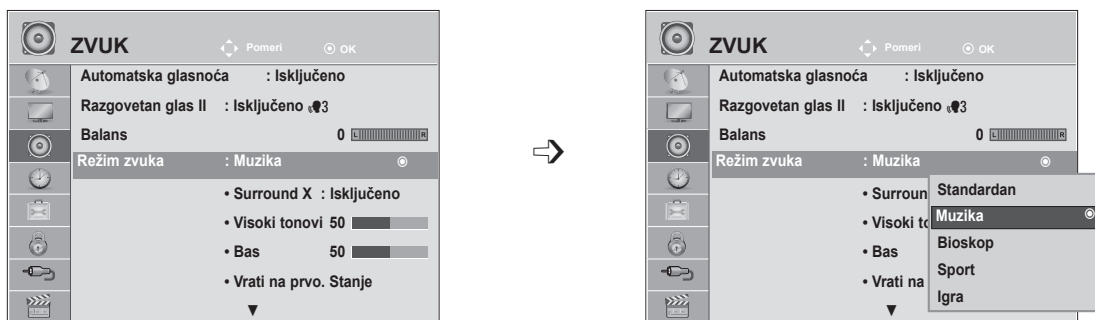 ZVUK Pomeri OK
Automatska glasnoća : Isključeno
Razgovetan glas II : Isključeno 3
Balans 0 L R
Režim zvuka : Muzika
• Surround X : Isključeno
• Visoki tonovi 50
• Bas 50
• Vrati na prvo. Stanje
▼
ZVUK Pomeri OK
Automatska glasnoća : Isključeno
Razgovetan glas II : Isključeno 3
Balans 0 L R
Režim zvuka : Muzika
• Surroun
• Visoki to
• Bas
• Vrati na
▼
Standardan
Muzika
Bioskop
Sport
Igra